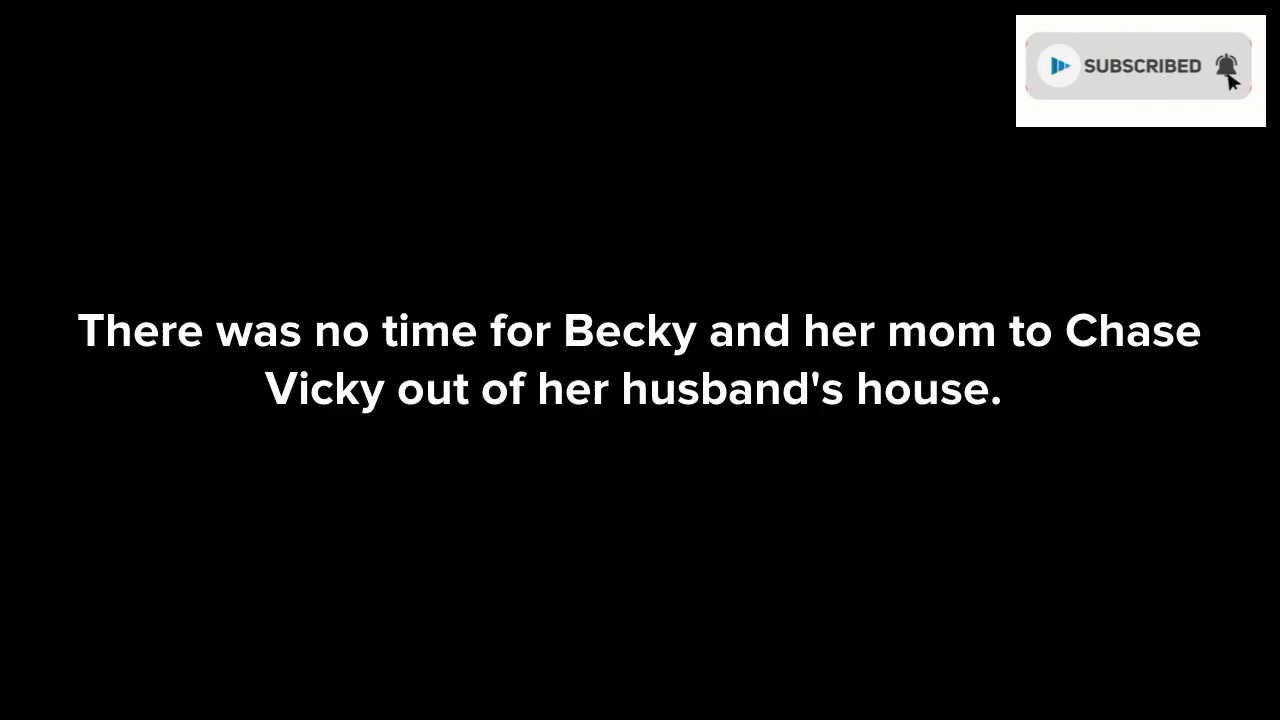 SUBSCRIBED
There was no time for Becky and her mom to Chase
Vicky out of her husband's house.